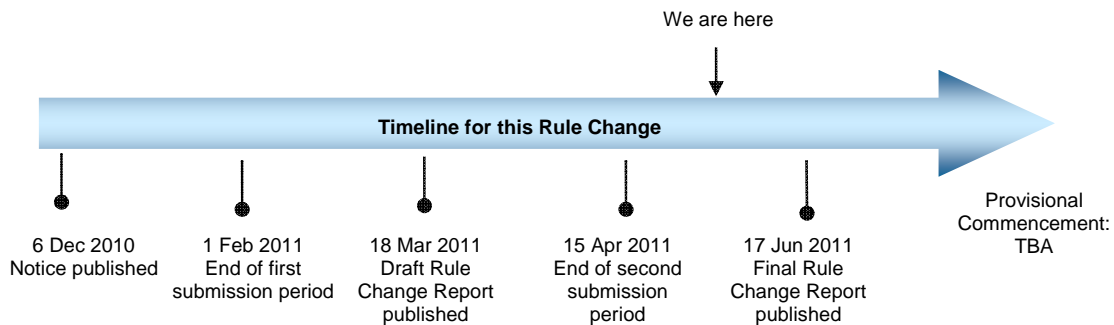 We are here
Timeline for this Rule Change
6 Dec 2010
Notice published
1 Feb 2011
End of first
submission period
18 Mar 2011
Draft Rule
Change Report
published
15 Apr 2011
End of second
submission
period
17 Jun 2011
Final Rule
Change Report
published
Provisional
Commencement:
TBA